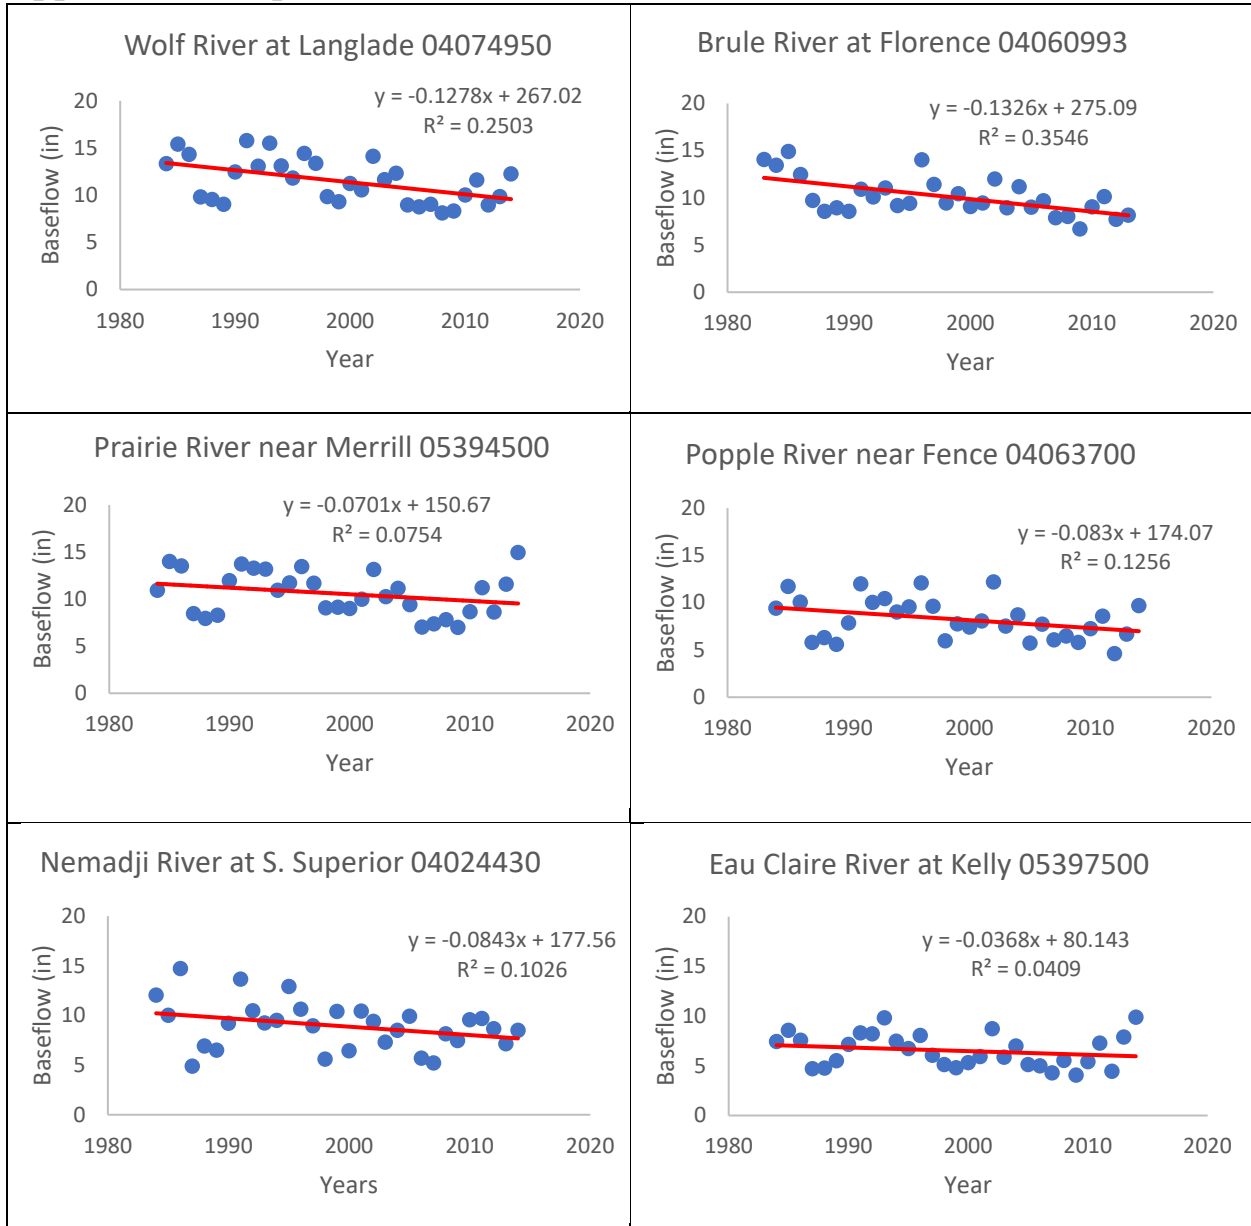 Wolf River at Langlade 04074950
y = -0.1278x + 267.02
R² = 0.2503
Baseflow (in)
20
15
10
5
0
1980 1990 2000 2010 2020
Year
Brule River at Florence 04060993
y = -0.1326x + 275.09
R² = 0.3546
Baseflow (in)
20
15
10
5
0
1980 1990 2000 2010 2020
Year
Prairie River near Merrill 05394500
y = -0.0701x + 150.67
R² = 0.0754
Baseflow (in)
20
15
10
5
0
1980 1990 2000 2010 2020
Year
Popple River near Fence 04063700
y = -0.083x + 174.07
R² = 0.1256
Baseflow (in)
20
15
10
5
0
1980 1990 2000 2010 2020
Year
Nemadji River at S. Superior 04024430
y = -0.0843x + 177.56
R² = 0.1026
Baseflow (in)
20
15
10
5
0
1980 1990 2000 2010 2020
Years
Eau Claire River at Kelly 05397500
y = -0.0368x + 80.143
R² = 0.0409
Baseflow (in)
20
15
10
5
0
1980 1990 2000 2010 2020
Year